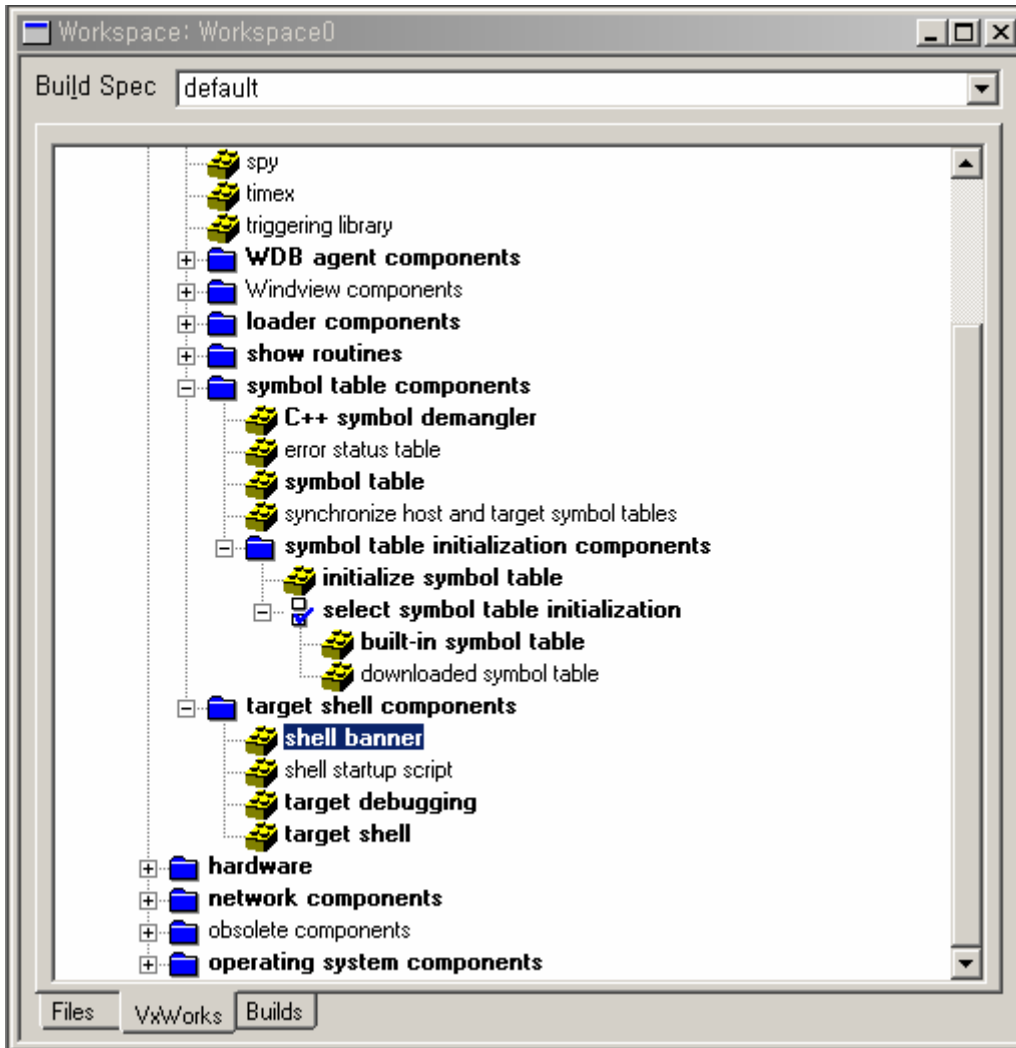 Workspace: Workspace0
Build Spec default
spy
timex
triggering library
WDB agent components
Windview components
loader components
show routines
symbol table components
C++ symbol demangler
error status table
symbol table
synchronize host and target symbol tables
symbol table initialization components
initialize symbol table
select symbol table initialization
built-in symbol table
downloaded symbol table
target shell components
shell banner
shell startup script
target debugging
target shell
hardware
network components
obsolete components
operating system components
Files VxWorks Builds